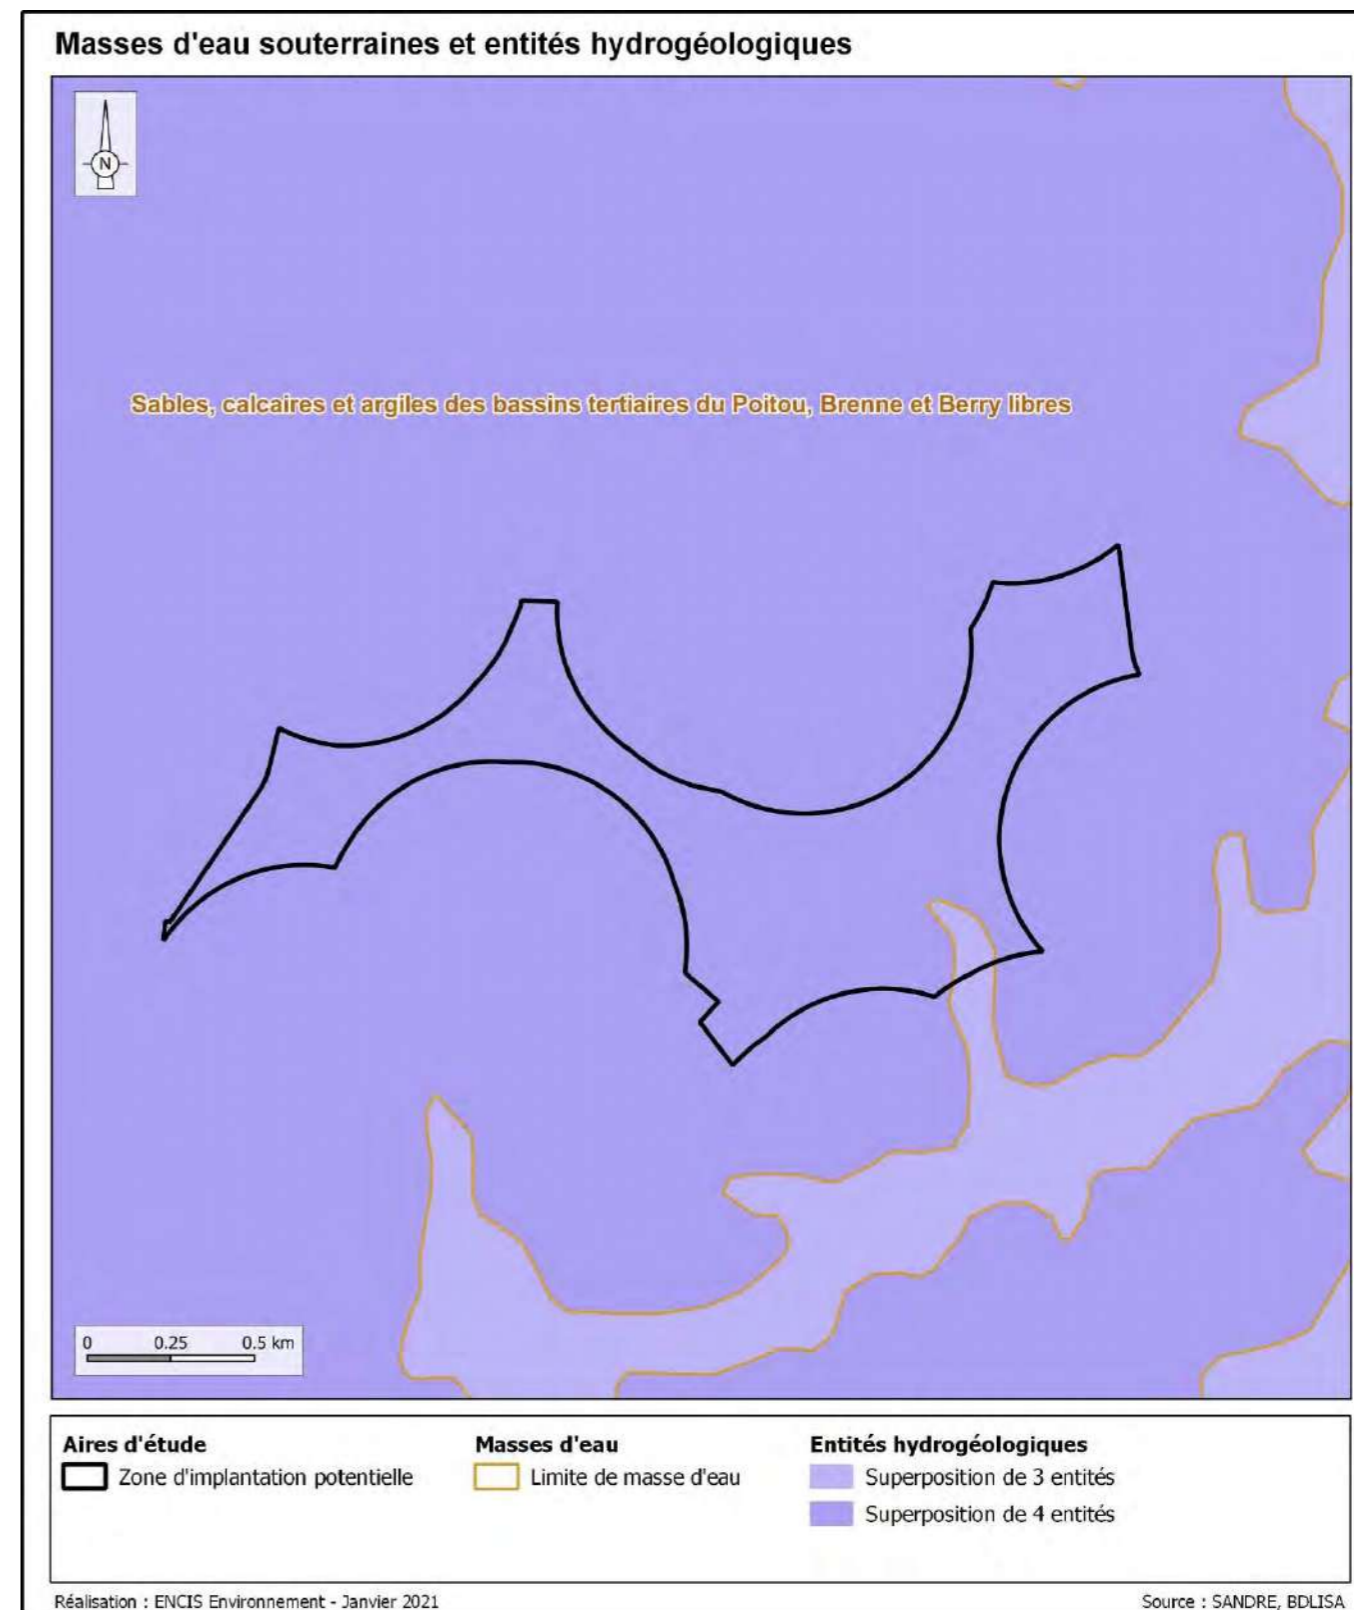 Masses d'eau souterraines et entités hydrogéologiques
N
Sables, calcaires et argiles des bassins tertiaires du Poitou, Brenne et Berry libres
0 0.25 0.5 km
Aires d'étude
Zone d'implantation potentielle
Masses d'eau
Limite de masse d'eau
Entités hydrogéologiques
Superposition de 3 entités
Superposition de 4 entités
Réalisation : ENCIS Environnement - Janvier 2021
Source : SANDRE, BDLISA